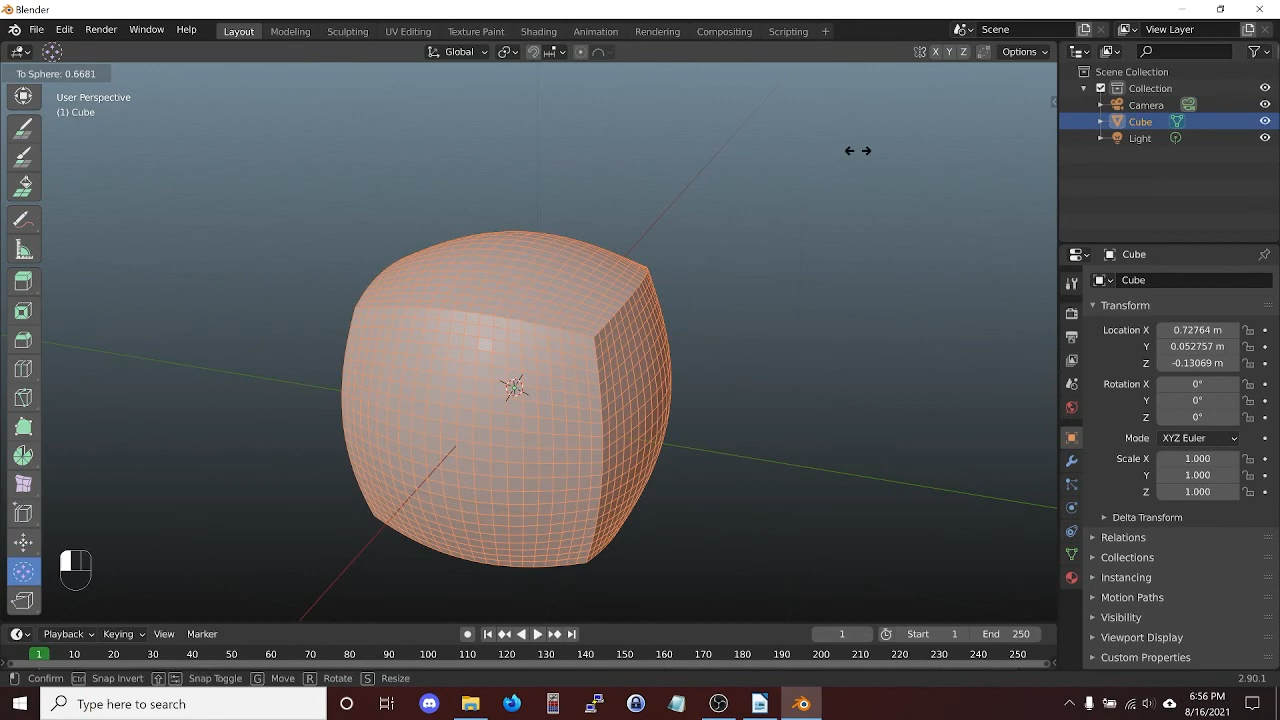 Blender
File Edit Render Window Help Layout Modeling Sculpting UV Editing Texture Paint Shading Animation Rendering Compositing Scripting + Scene View Layer
Global X Y Z Options
To Sphere: 0.6681
User Perspective
(1) Cube
Scene Collection
Collection
Camera
Cube
Light
Cube
Cube
Transform
Location X 0.72764 m
Y 0.052757 m
Z -0.13069 m
Rotation X 0°
Y 0°
Z 0°
Mode XYZ Euler
Scale X 1.000
Y 1.000
Z 1.000
Delta Transform
Relations
Collections
Instancing
Motion Paths
Visibility
Viewport Display
Custom Properties
Playback Keying View Marker 1 Start 1 End 250
1 10 20 30 40 50 60 70 80 90 100 110 120 130 140 150 160 170 180 190 200 210 220 230 240 250
Confirm Ctrl Snap Invert Snap Toggle G Move R Rotate S Resize 2.90.1
Type here to search
6:56 PM
8/16/2021